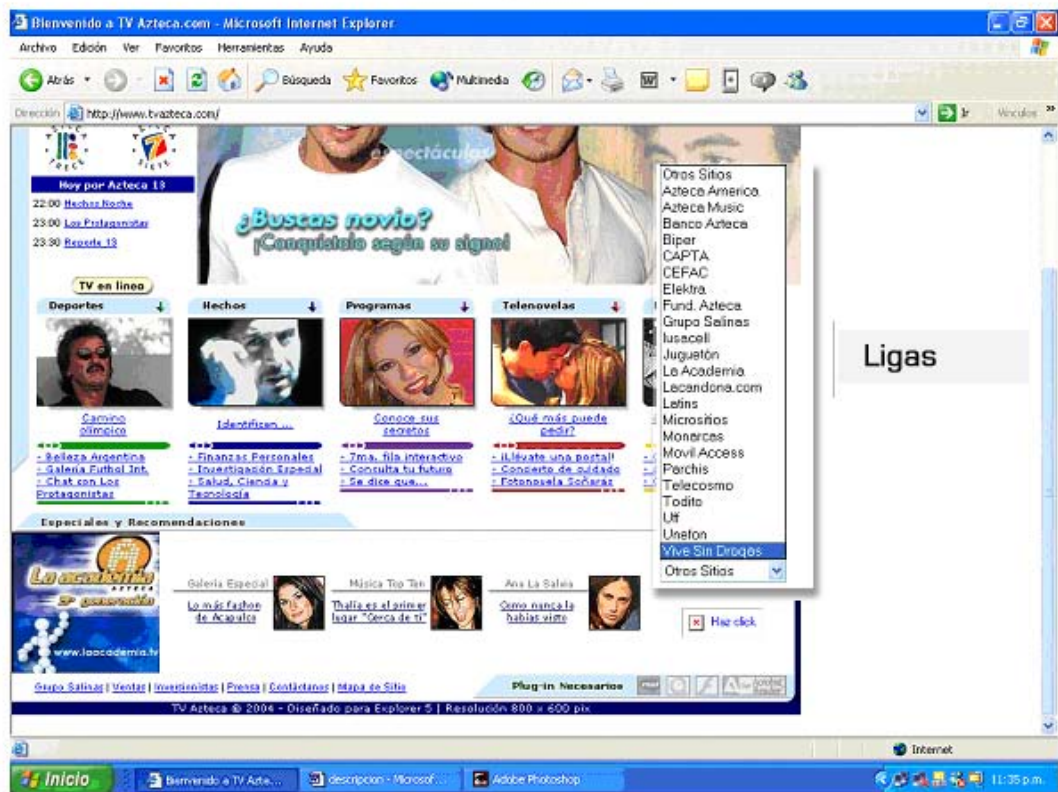 Bienvenido a TV Azteca.com - Microsoft Internet Explorer
Archivo Edición Ver Favoritos Herramientas Ayuda
Atrás Búsqueda Favoritos Multimedia
Dirección http://www.tvazteca.com/ Ir Vínculos
TRECE SIETE
espectáculos
Hoy por Azteca 13
22:00 Hechos Noche
23:00 Los Protagonistas
23:30 Reporte 13
¿Buscas novio?
¡Conquístalo según su signo!
TV en línea
Deportes Hechos Programas Telenovelas
Camino olímpico
Identifican ...
Conoce sus secretos
¿Qué más puede pedir?
- Belleza Argentina
- Galería Futbol Int.
- Chat con Los Protagonistas
- Finanzas Personales
- Investigación Especial
- Salud, Ciencia y Tecnología
- 7ma. fila interactivo
- Consulta tu futuro
- Se dice que...
- ¡Llévate una postal!
- Concierto de cuidado
- Fotonovela Soñarás
Otros Sitios
Azteca America
Azteca Music
Banco Azteca
Biper
CAPTA
CEFAC
Elektra
Fund. Azteca
Grupo Salinas
Iusacell
Juguetón
La Academia
Lacandona.com
Latins
Micrositios
Monarcas
Movil Access
Parchis
Telecosmo
Todito
Utf
Unefon
Vive Sin Drogas
Otros Sitios
Ligas
Especiales y Recomendaciones
La academia
AZTECA
3ª generación
www.laacademia.tv
Galería Especial
Lo más fashon de Acapulco
Música Top Ten
Thalía es el primer lugar "Cerca de ti"
Ana La Salvia
Como nunca la habías visto
Haz click
Grupo Salinas | Ventas | Inversionistas | Prensa | Contáctanos | Mapa de Sitio
Plug-in Necesarios
TV Azteca © 2004 - Diseñado para Explorer 5 | Resolución 800 x 600 pix
Internet
Inicio Bienvenido a TV Azte... descripcion - Microsof... Adobe Photoshop 11:35 p.m.